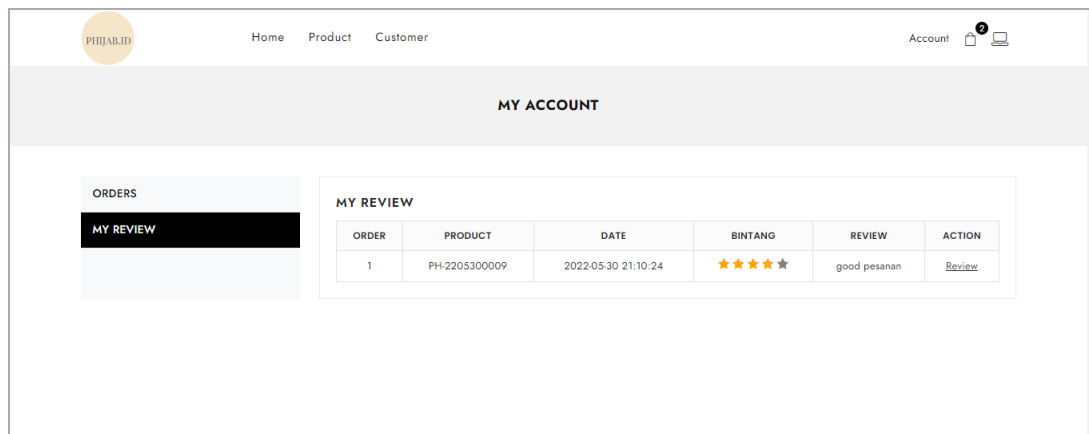 PHIJAB.ID
Home Product Customer
Account 2
MY ACCOUNT
ORDERS
MY REVIEW
MY REVIEW
ORDER PRODUCT DATE BINTANG REVIEW ACTION
1 PH-2205300009 2022-05-30 21:10:24 good pesanan Review